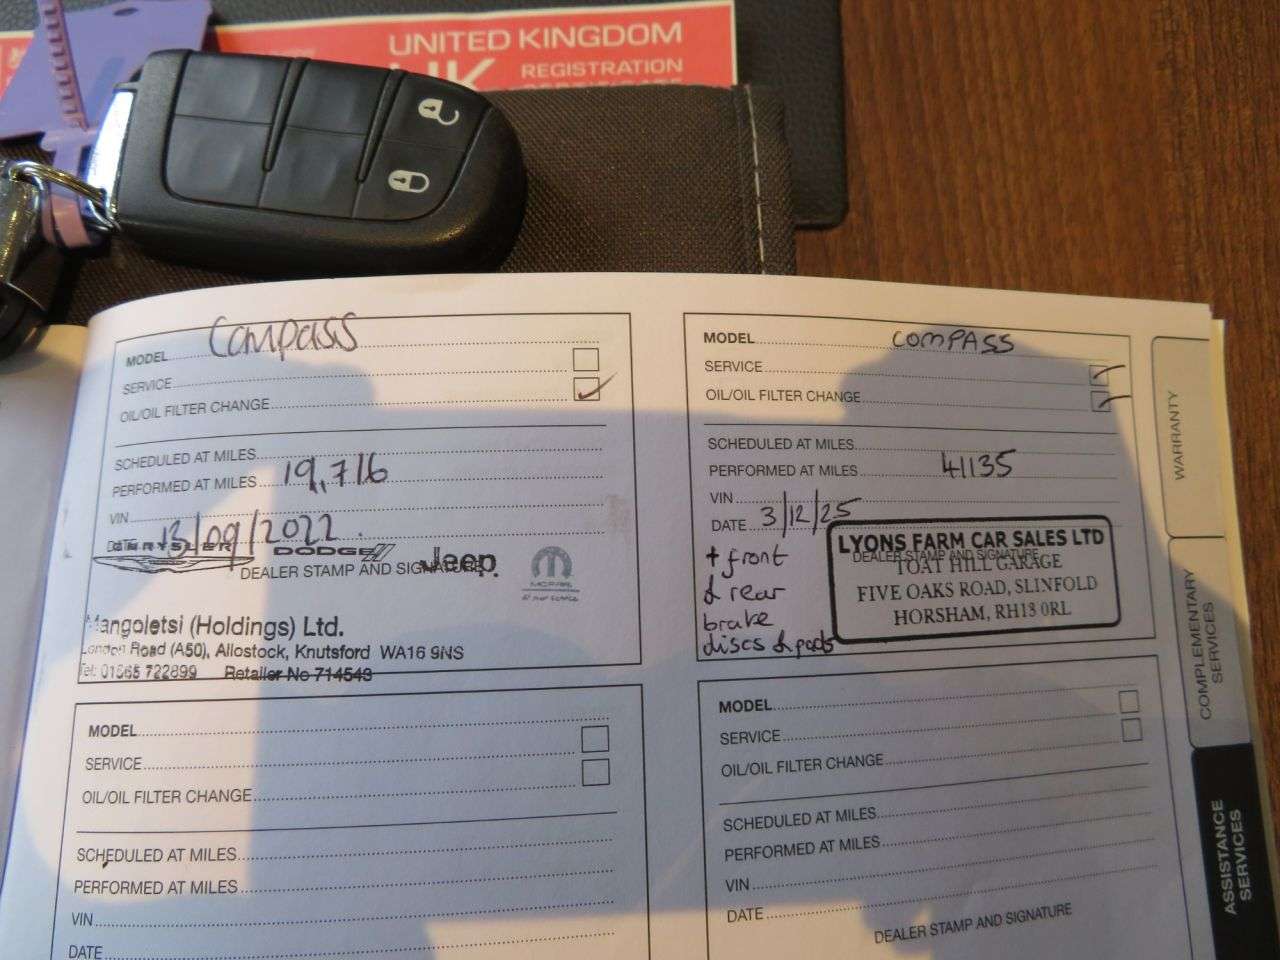 UNITED KINGDOM
UK REGISTRATION
MODEL Compass
SERVICE
OIL/OIL FILTER CHANGE
SCHEDULED AT MILES
PERFORMED AT MILES 19,716
VIN
DATE 13/09/2022
CHRYSLER DODGE Jeep MOPAR
DEALER STAMP AND SIGNATURE
Mangoletsi (Holdings) Ltd.
London Road (A50), Allostock, Knutsford WA16 9NS
Tel: 01565 722899 Retailer No 714543
MODEL COMPASS
SERVICE
OIL/OIL FILTER CHANGE
SCHEDULED AT MILES
PERFORMED AT MILES 41135
VIN
DATE 3/12/25
DEALER STAMP AND SIGNATURE
+ front
& rear
brake
discs & pads
LYONS FARM CAR SALES LTD
TOAT HILL GARAGE
FIVE OAKS ROAD, SLINFOLD
HORSHAM, RH13 0RL
MODEL
SERVICE
OIL/OIL FILTER CHANGE
SCHEDULED AT MILES
PERFORMED AT MILES
VIN
DATE
MODEL
SERVICE
OIL/OIL FILTER CHANGE
SCHEDULED AT MILES
PERFORMED AT MILES
VIN
DATE
DEALER STAMP AND SIGNATURE
WARRANTY
COMPLEMENTARY
SERVICES
ASSISTANCE
SERVICES